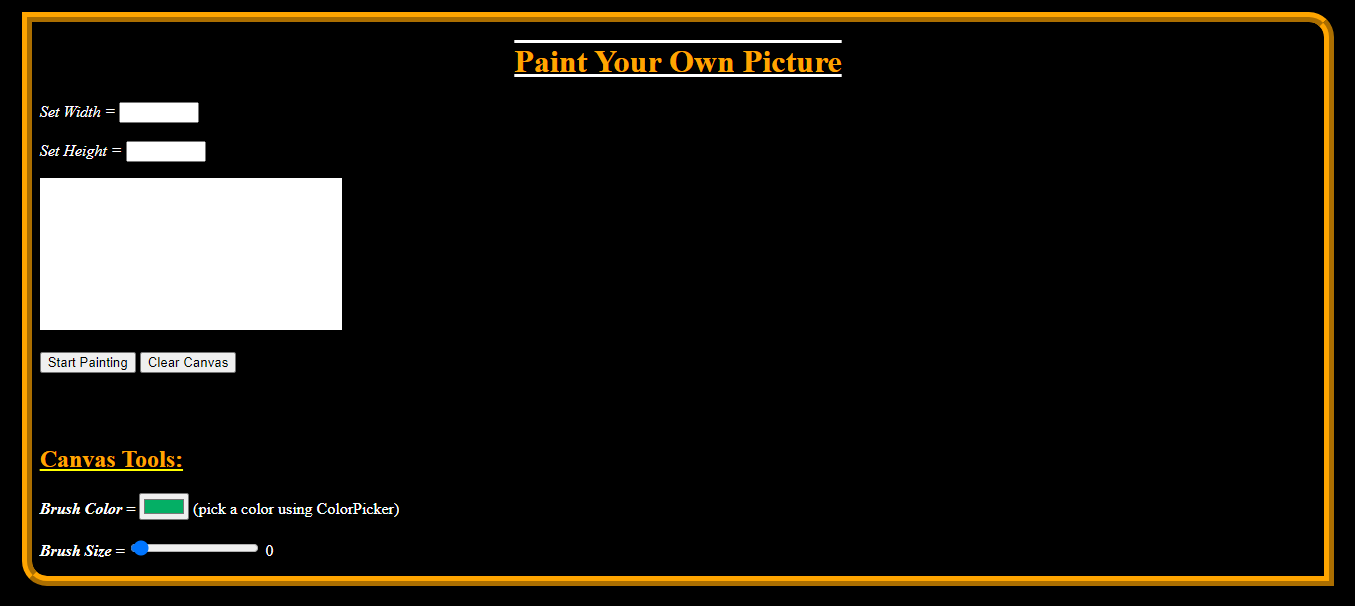 Paint Your Own Picture
Set Width =
Set Height =
Start Painting Clear Canvas
Canvas Tools:
Brush Color = (pick a color using ColorPicker)
Brush Size = 0